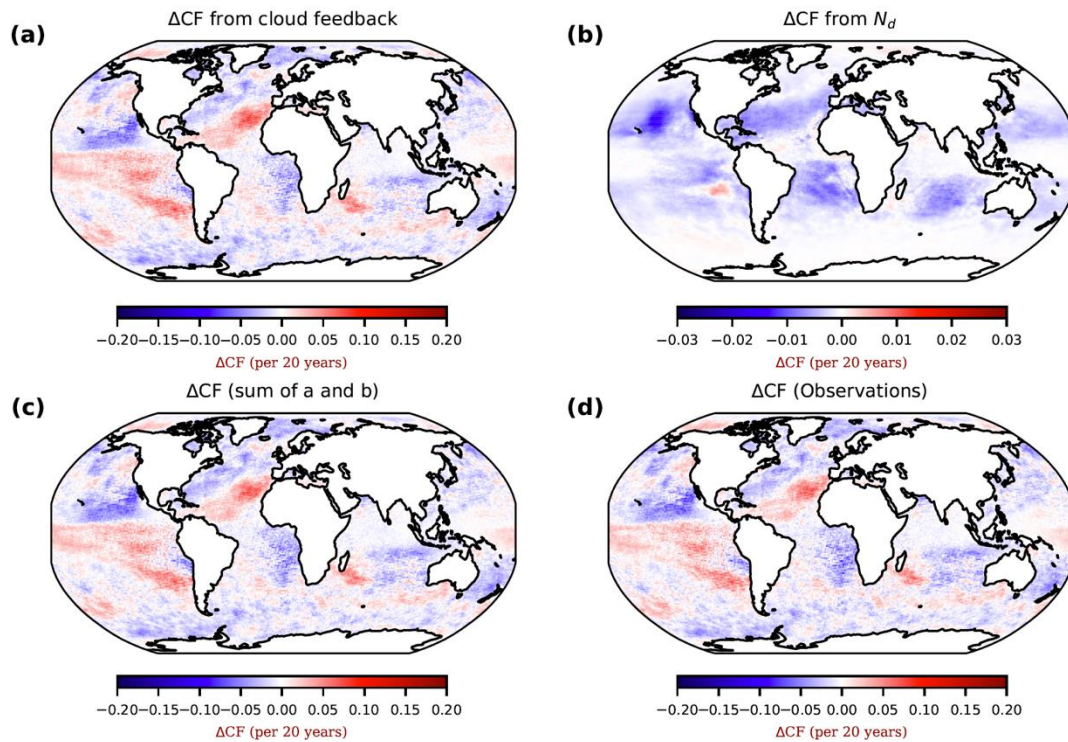 (a)
ΔCF from cloud feedback
−0.20 −0.15 −0.10 −0.05 0.00 0.05 0.10 0.15 0.20
ΔCF (per 20 years)
(b)
ΔCF from N_d
−0.03 −0.02 −0.01 0.00 0.01 0.02 0.03
ΔCF (per 20 years)
(c)
ΔCF (sum of a and b)
−0.20 −0.15 −0.10 −0.05 0.00 0.05 0.10 0.15 0.20
ΔCF (per 20 years)
(d)
ΔCF (Observations)
−0.20 −0.15 −0.10 −0.05 0.00 0.05 0.10 0.15 0.20
ΔCF (per 20 years)